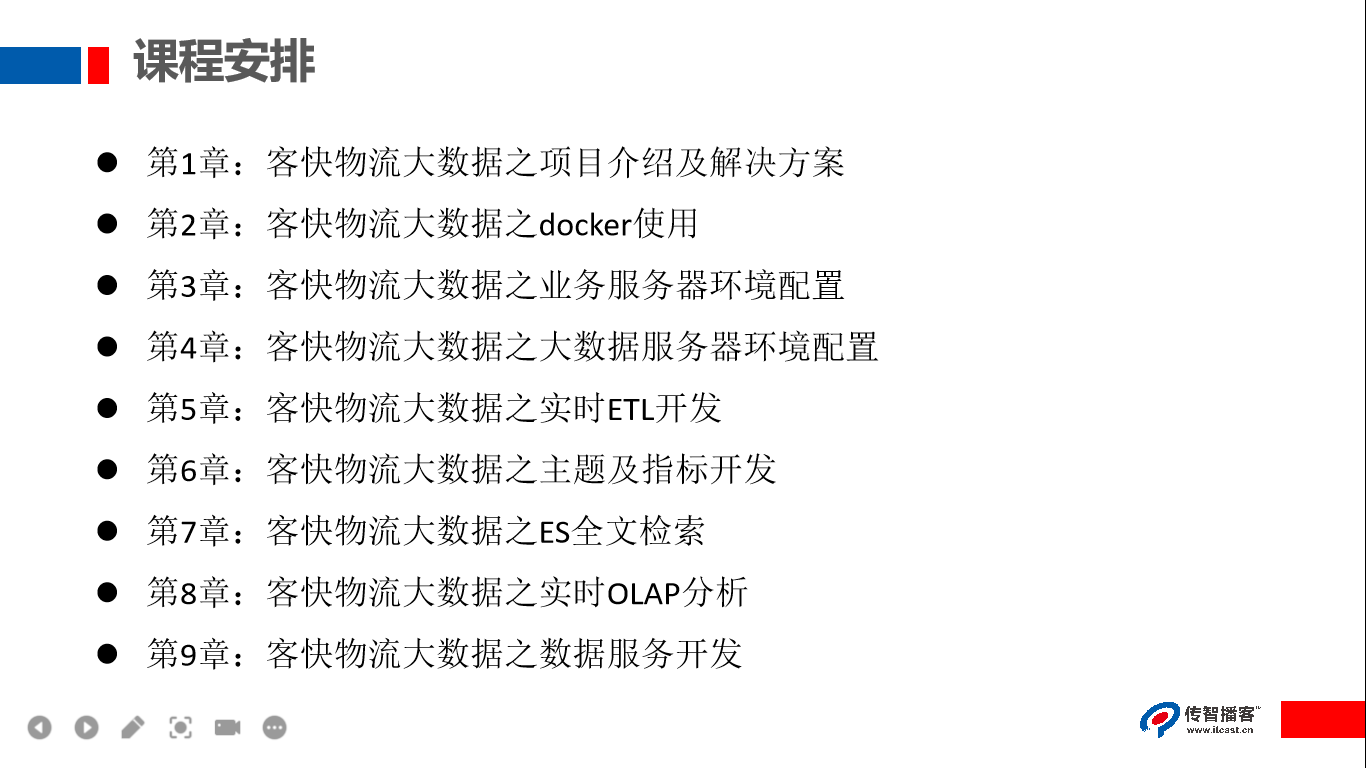 课程安排
● 第1章：客快物流大数据之项目介绍及解决方案
● 第2章：客快物流大数据之docker使用
● 第3章：客快物流大数据之业务服务器环境配置
● 第4章：客快物流大数据之大数据服务器环境配置
● 第5章：客快物流大数据之实时ETL开发
● 第6章：客快物流大数据之主题及指标开发
● 第7章：客快物流大数据之ES全文检索
● 第8章：客快物流大数据之实时OLAP分析
● 第9章：客快物流大数据之数据服务开发
传智播客™
www.itcast.cn